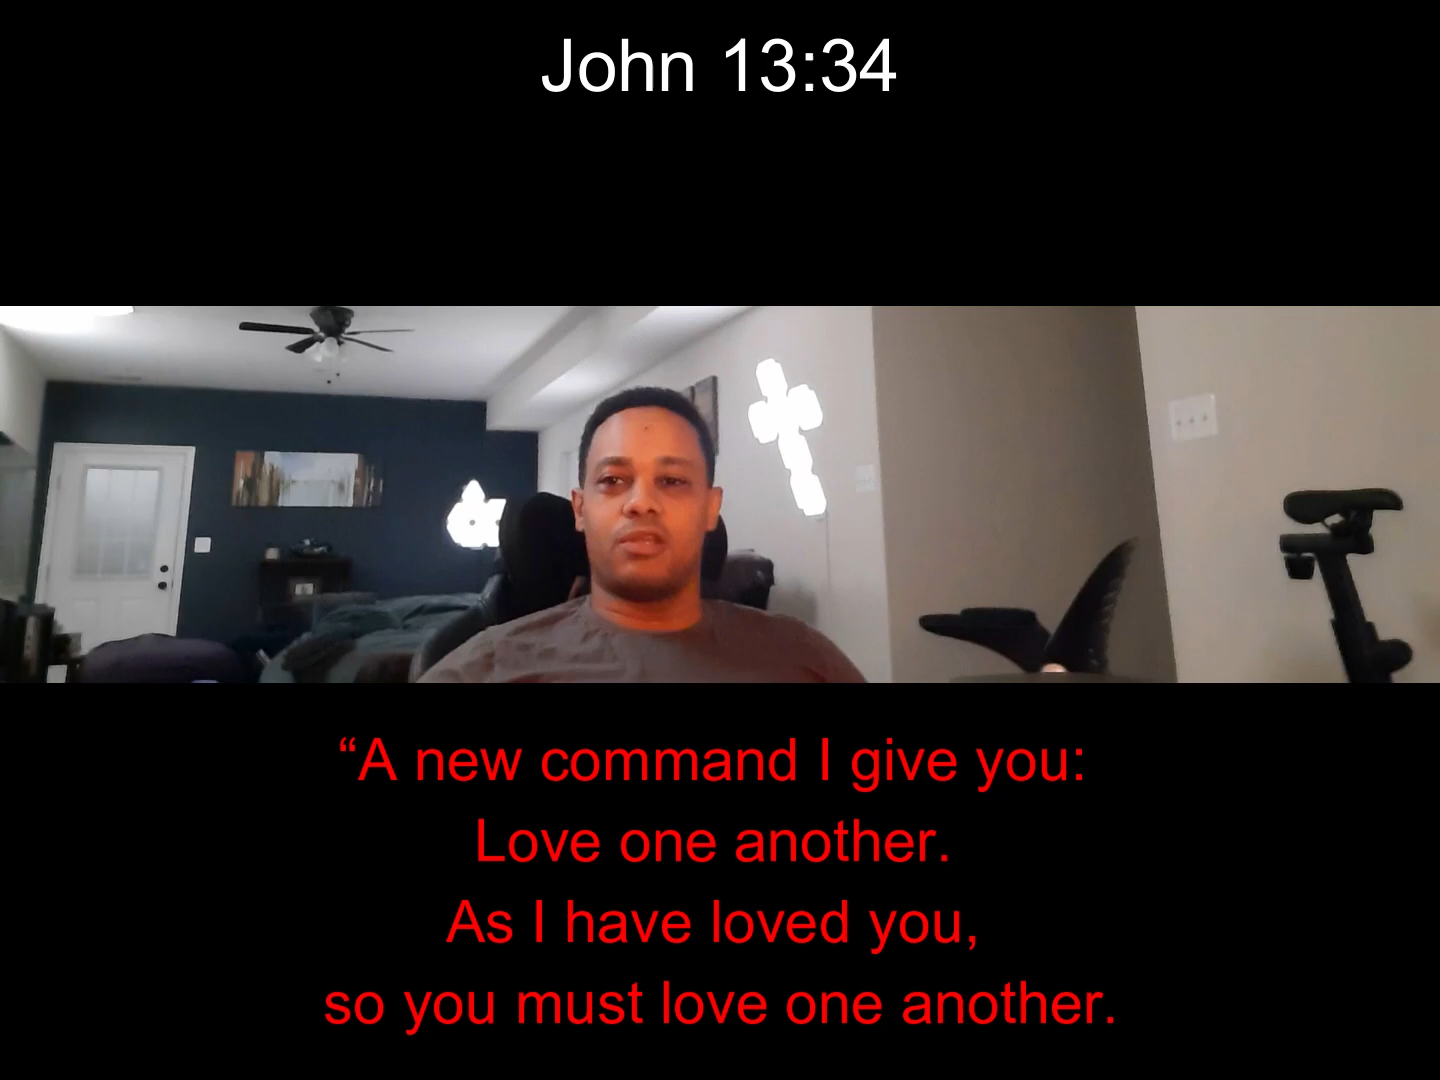 John 13:34
“A new command I give you:
Love one another.
As I have loved you,
so you must love one another.